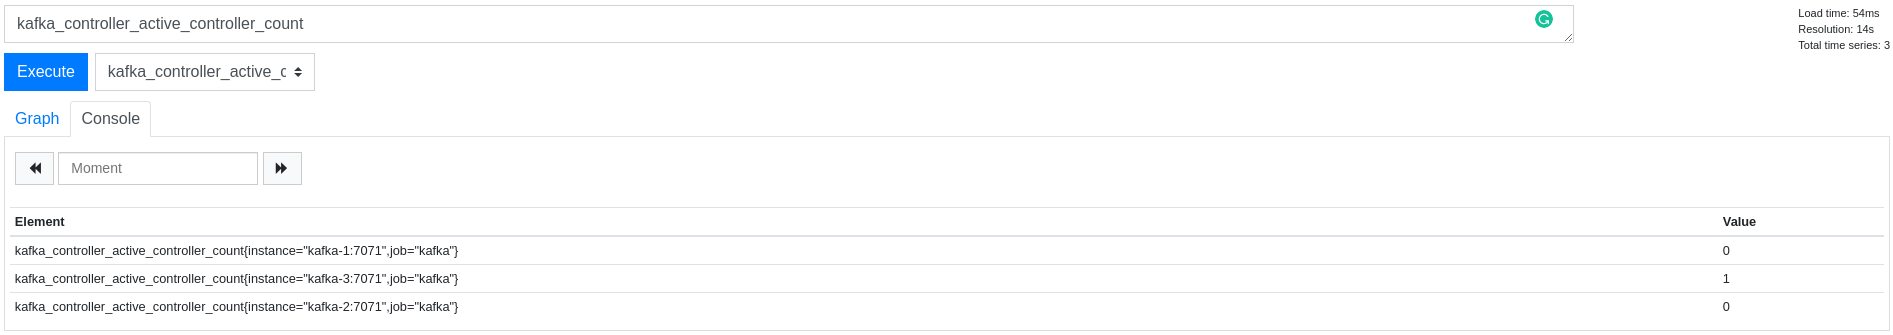 kafka_controller_active_controller_count
Load time: 54ms
Resolution: 14s
Total time series: 3
Execute
kafka_controller_active_c
Graph
Console
Moment
Element Value
kafka_controller_active_controller_count{instance="kafka-1:7071",job="kafka"} 0
kafka_controller_active_controller_count{instance="kafka-3:7071",job="kafka"} 1
kafka_controller_active_controller_count{instance="kafka-2:7071",job="kafka"} 0